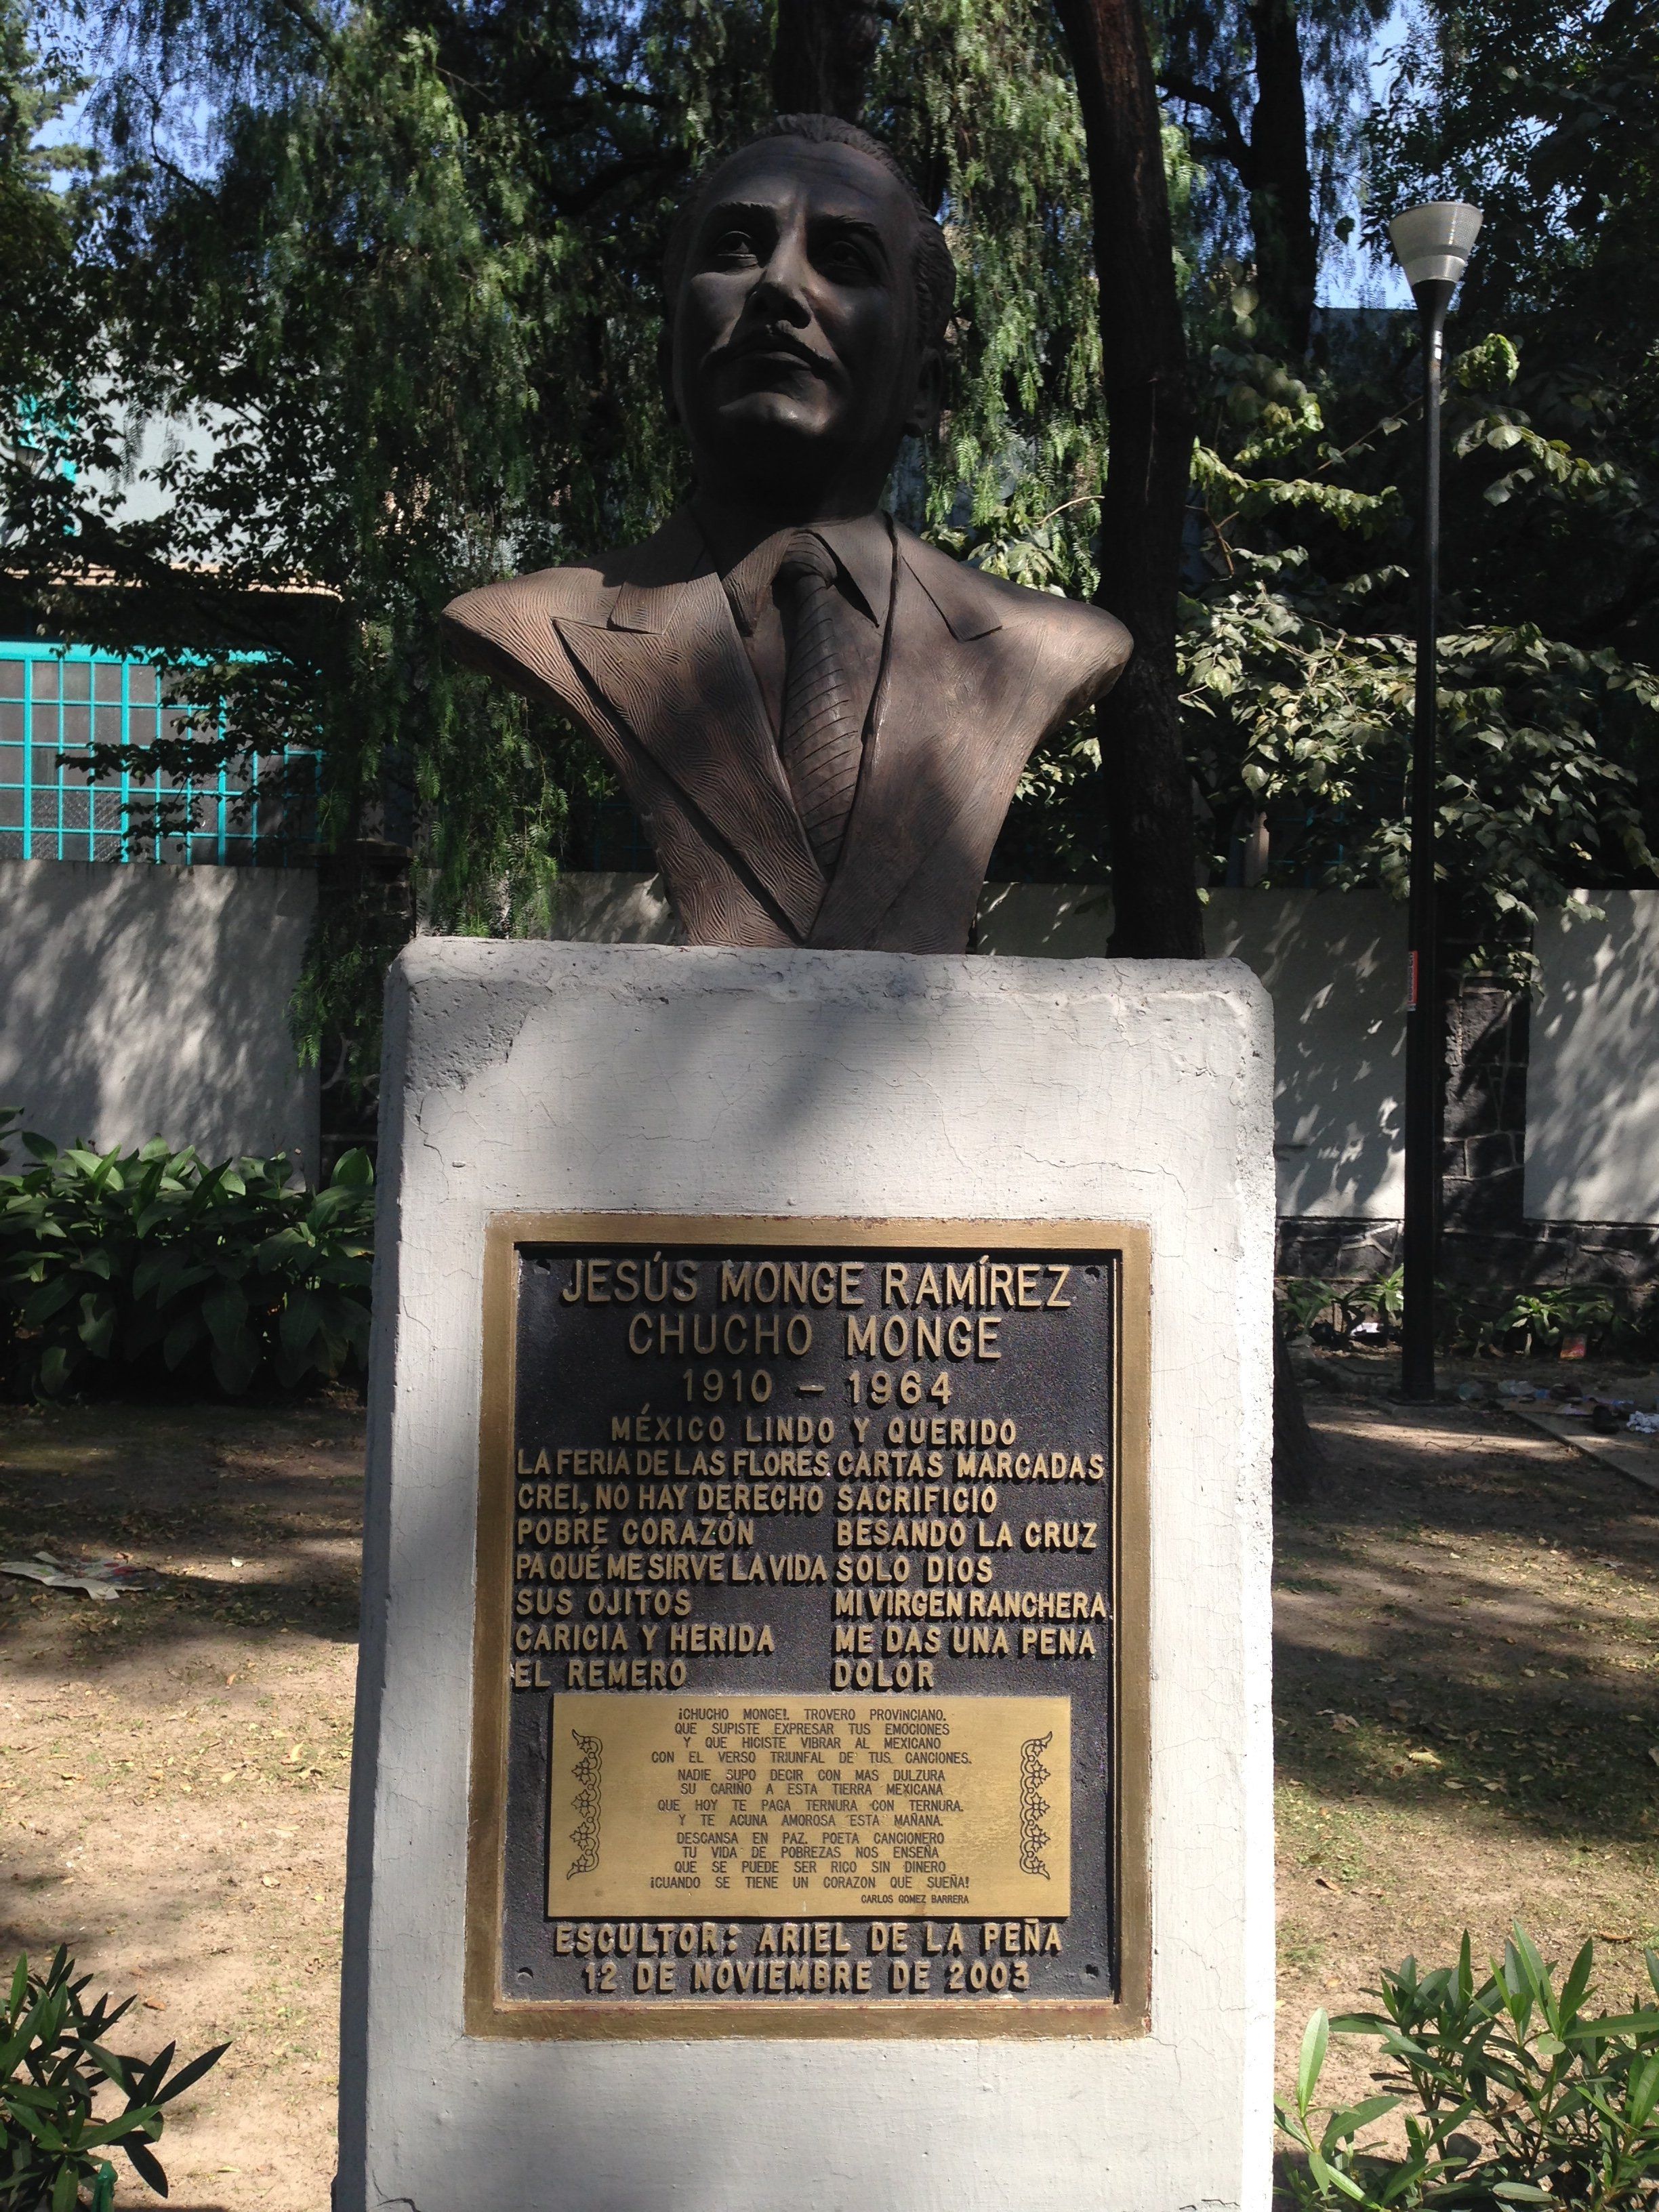 JESÚS MONGE RAMÍREZ
CHUCHO MONGE
1910 - 1964
MÉXICO LINDO Y QUERIDO
LA FERIA DE LAS FLORES CARTAS MARCADAS
CREI, NO HAY DERECHO SACRIFICIO
POBRE CORAZÓN BESANDO LA CRUZ
PA QUÉ ME SIRVE LA VIDA SOLO DIOS
SUS OJITOS MI VIRGEN RANCHERA
CARICIA Y HERIDA ME DAS UNA PENA
EL REMERO DOLOR
¡CHUCHO MONGE!, TROVERO PROVINCIANO,
QUE SUPISTE EXPRESAR TUS EMOCIONES
Y QUE HICISTE VIBRAR AL MEXICANO
CON EL VERSO TRIUNFAL DE TUS CANCIONES.
NADIE SUPO DECIR CON MAS DULZURA
SU CARIÑO A ESTA TIERRA MEXICANA
QUE HOY TE PAGA TERNURA CON TERNURA,
Y TE ACUNA AMOROSA ESTA MAÑANA.
DESCANSA EN PAZ, POETA CANCIONERO
TU VIDA DE POBREZAS NOS ENSEÑA
QUE SE PUEDE SER RICO SIN DINERO
¡CUANDO SE TIENE UN CORAZON QUE SUEÑA!
CARLOS GOMEZ BARRERA
ESCULTOR: ARIEL DE LA PEÑA
12 DE NOVIEMBRE DE 2003